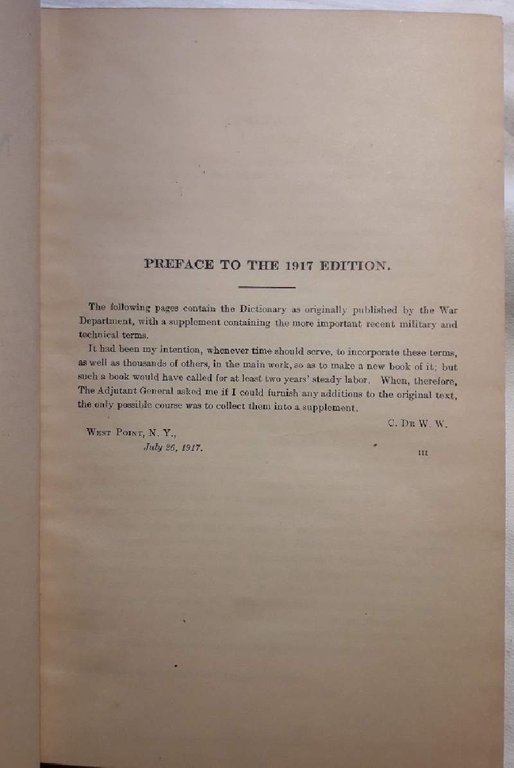 PREFACE TO THE 1917 EDITION.
The following pages contain the Dictionary as originally published by the War
Department, with a supplement containing the more important recent military and
technical terms.
It had been my intention, whenever time should serve, to incorporate these terms,
as well as thousands of others, in the main work, so as to make a new book of it; but
such a book would have called for at least two years' steady labor. When, therefore,
The Adjutant General asked me if I could furnish any additions to the original text,
the only possible course was to collect them into a supplement.
C. De W. W.
West Point, N. Y.,
July 26, 1917.
III